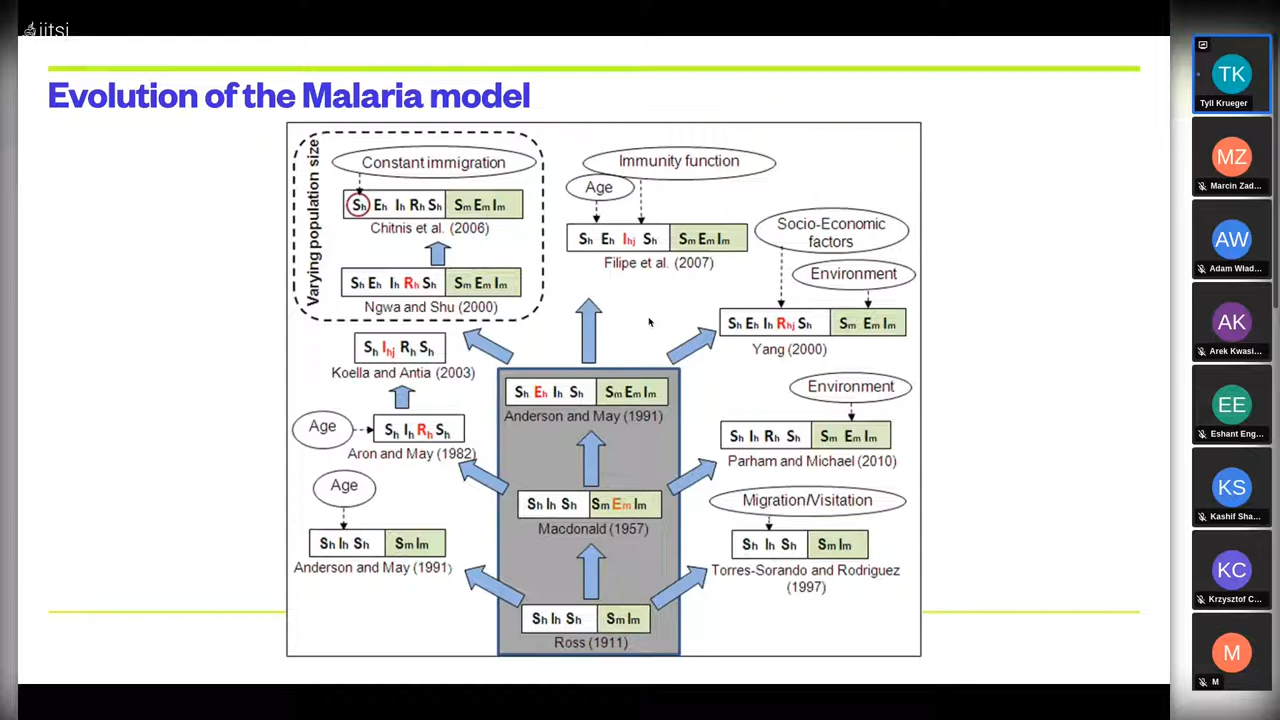 jitsi
Evolution of the Malaria model
Varying population size
Constant immigration
Sh Eh Ih Rh Sh Sm Em Im
Chitnis et al. (2006)
Sh Eh Ih Rh Sh Sm Em Im
Ngwa and Shu (2000)
Immunity function
Age
Sh Eh Ihj Sh Sm Em Im
Filipe et al. (2007)
Socio-Economic
factors
Environment
Sh Eh Ih Rhj Sh Sm Em Im
Yang (2000)
Sh Ihj Rh Sh
Koella and Antia (2003)
Age
Sh Ih Rh Sh
Aron and May (1982)
Sh Eh Ih Sh Sm Em Im
Anderson and May (1991)
Environment
Sh Ih Rh Sh Sm Em Im
Parham and Michael (2010)
Age
Sh Ih Sh Sm Im
Anderson and May (1991)
Sh Ih Sh Sm Em Im
Macdonald (1957)
Migration/Visitation
Sh Ih Sh Sm Im
Torres-Sorando and Rodriguez
(1997)
Sh Ih Sh Sm Im
Ross (1911)
TK
Tyll Krueger
MZ
Marcin Zad...
AW
Adam Wład...
AK
Arek Kwasi...
EE
Eshant Eng...
KS
Kashif Sha...
KC
Krzysztof C...
M
M